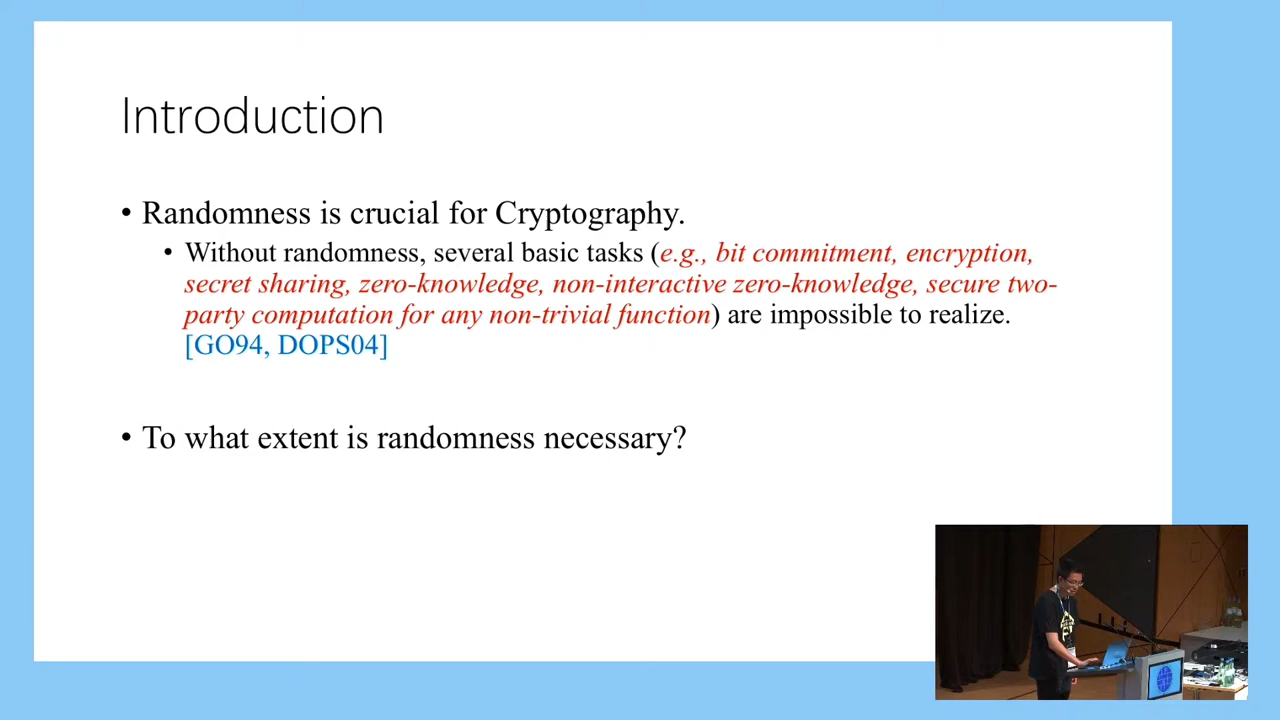 Introduction
• Randomness is crucial for Cryptography.
• Without randomness, several basic tasks (e.g., bit commitment, encryption,
secret sharing, zero-knowledge, non-interactive zero-knowledge, secure two-
party computation for any non-trivial function) are impossible to realize.
[GO94, DOPS04]
• To what extent is randomness necessary?